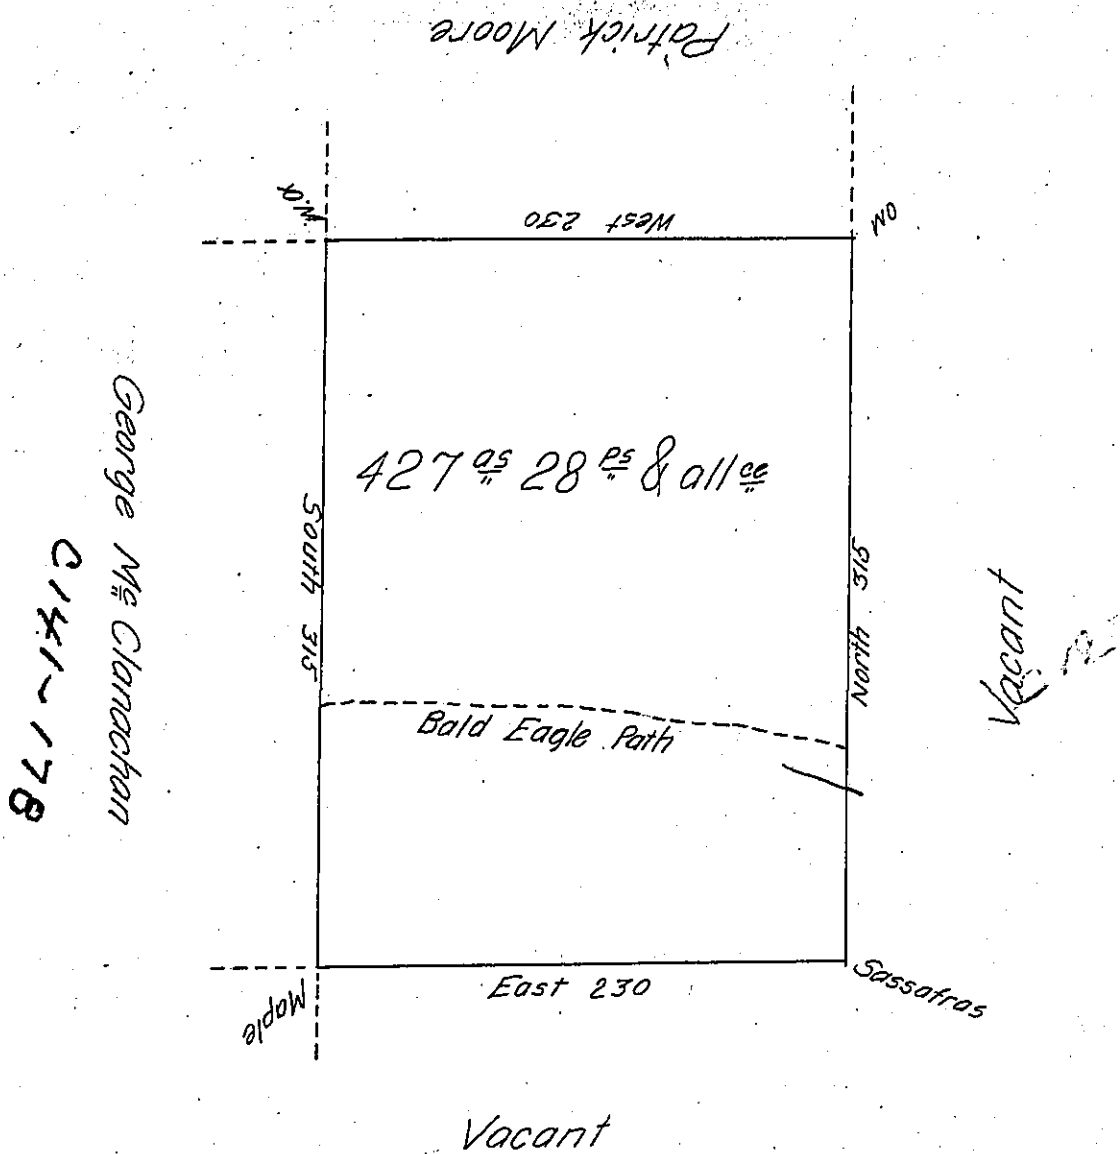 Patrick Moore
W.O.
West 230
WO
George Mc Clanachan
C141-178
427 as 28 ps & allce
South 315
North 315
Vacant
Bald Eagle Path
Maple
East 230
Sassafras
Vacant